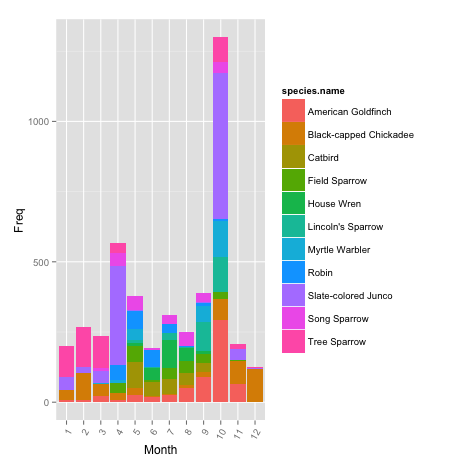 species.name
American Goldfinch
Black-capped Chickadee
Catbird
Field Sparrow
House Wren
Lincoln's Sparrow
Myrtle Warbler
Robin
Slate-colored Junco
Song Sparrow
Tree Sparrow
Freq
1000
500
0
1 2 3 4 5 6 7 8 9 10 11 12
Month